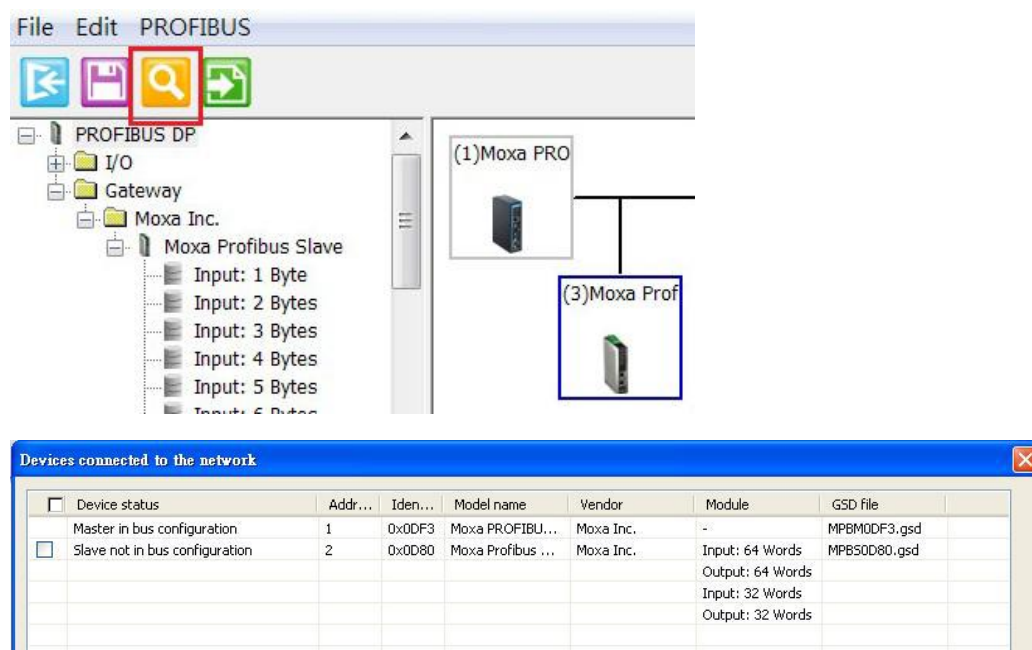 File Edit PROFIBUS
PROFIBUS DP
I/O
Gateway
Moxa Inc.
Moxa Profibus Slave
Input: 1 Byte
Input: 2 Bytes
Input: 3 Bytes
Input: 4 Bytes
Input: 5 Bytes
Input: 6 Bytes
(1)Moxa PRO
(3)Moxa Prof
Devices connected to the network
Device status Addr... Iden... Model name Vendor Module GSD file
Master in bus configuration 1 0x0DF3 Moxa PROFIBU... Moxa Inc. - MPBM0DF3.gsd
Slave not in bus configuration 2 0x0D80 Moxa Profibus ... Moxa Inc. Input: 64 Words MPBS0D80.gsd
Output: 64 Words
Input: 32 Words
Output: 32 Words